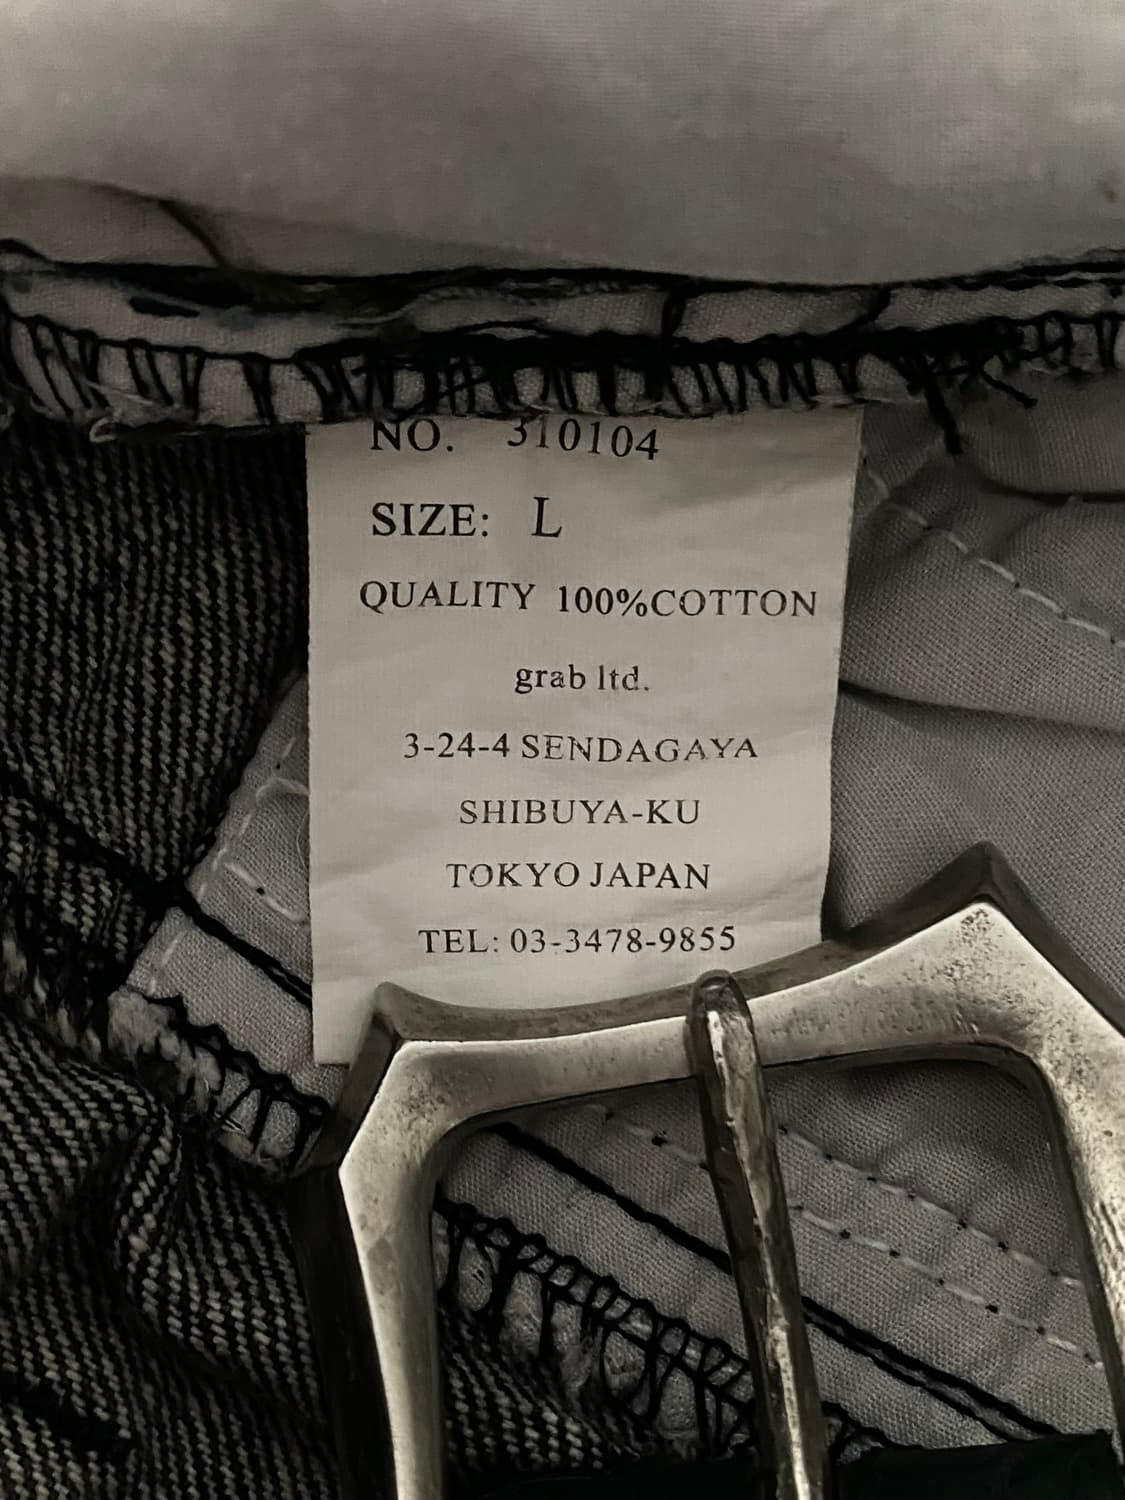 NO. 310104
SIZE: L
QUALITY 100%COTTON
grab ltd.
3-24-4 SENDAGAYA
SHIBUYA-KU
TOKYO JAPAN
TEL: 03-3478-9855